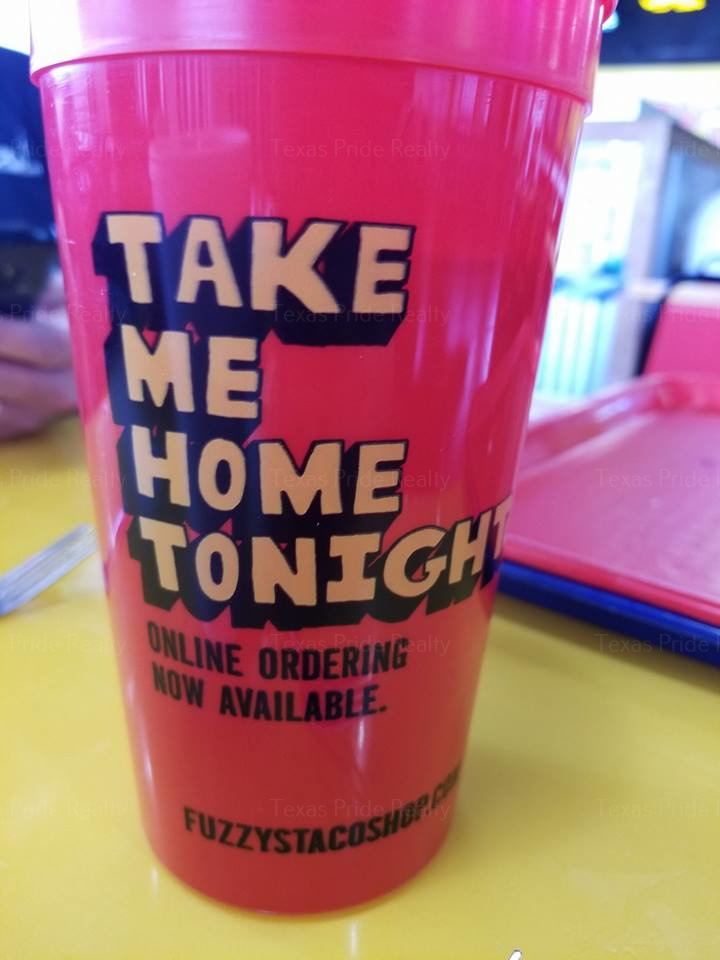 TAKE
ME
HOME
TONIGHT
ONLINE ORDERING
NOW AVAILABLE.
FUZZYSTACOSHOP.COM
Texas Pride Realty